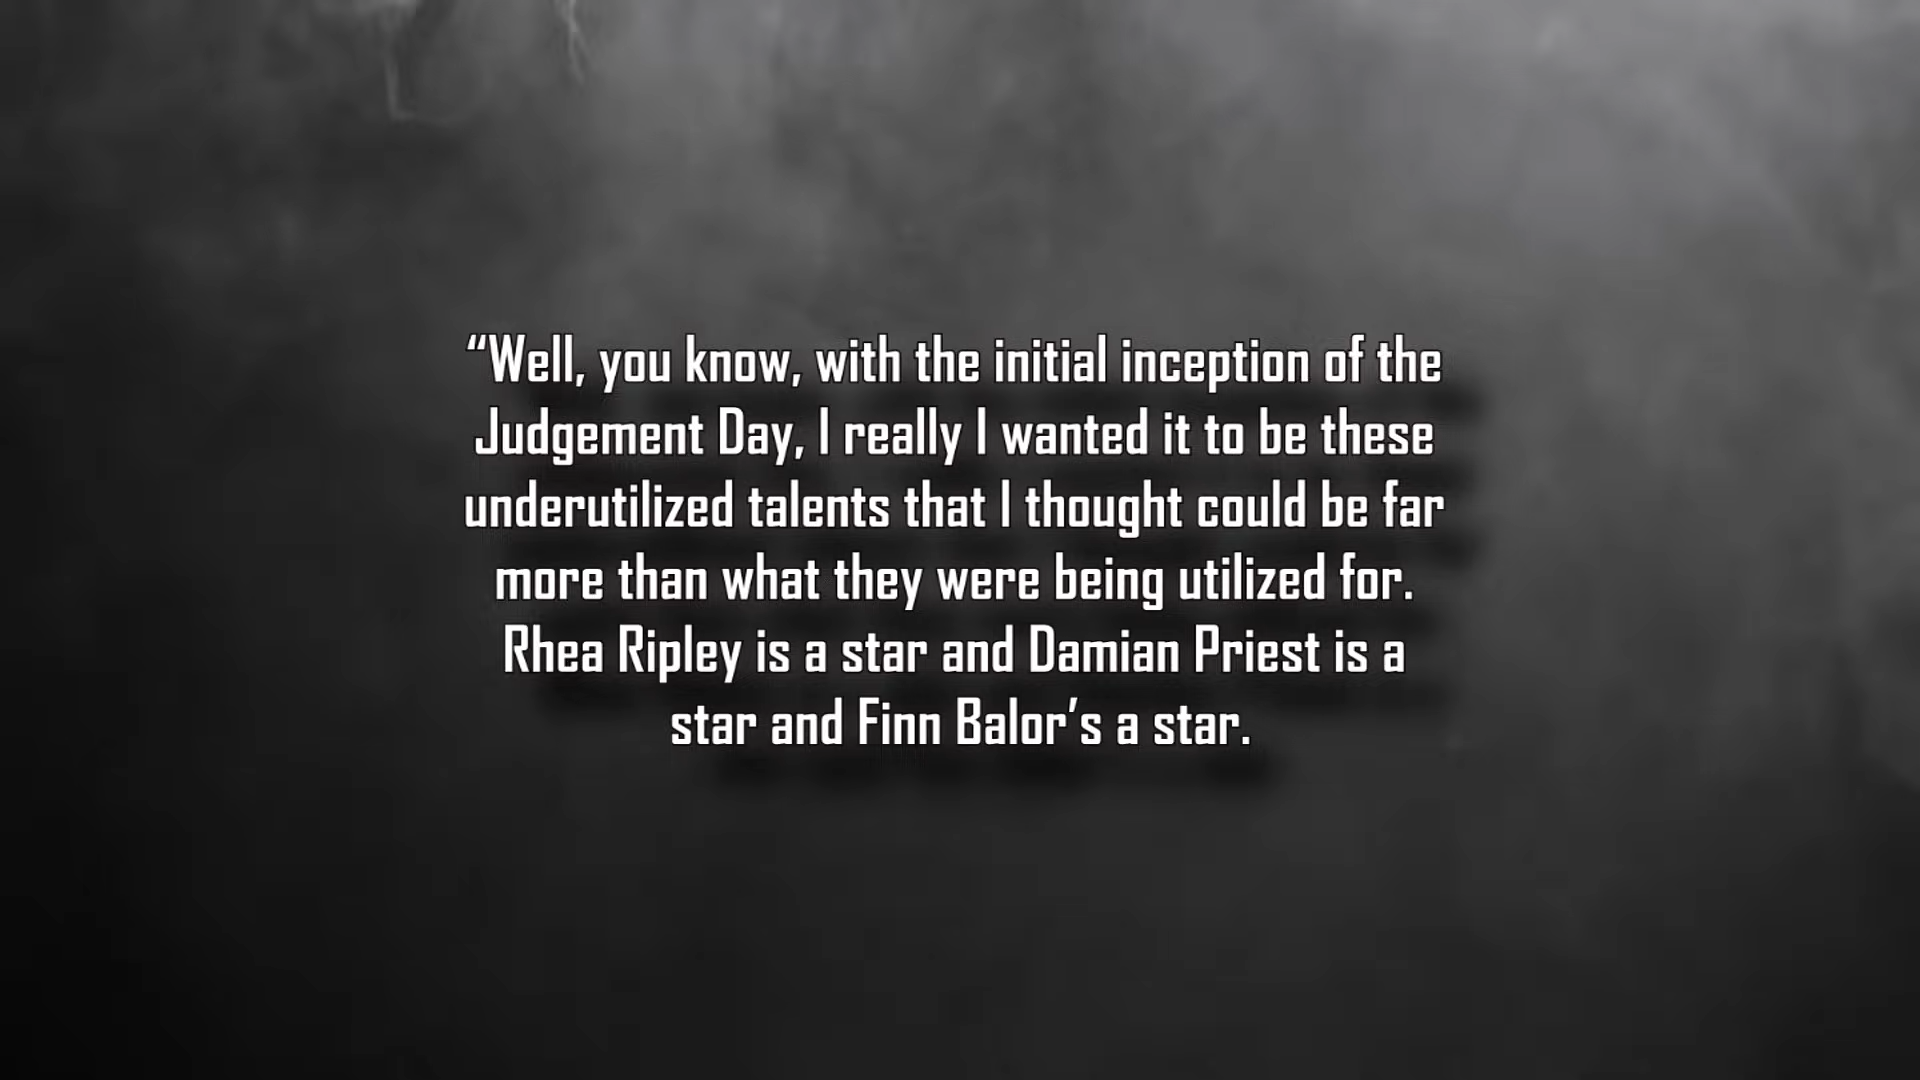 “Well, you know, with the initial inception of the
Judgement Day, I really I wanted it to be these
underutilized talents that I thought could be far
more than what they were being utilized for.
Rhea Ripley is a star and Damian Priest is a
star and Finn Balor’s a star.